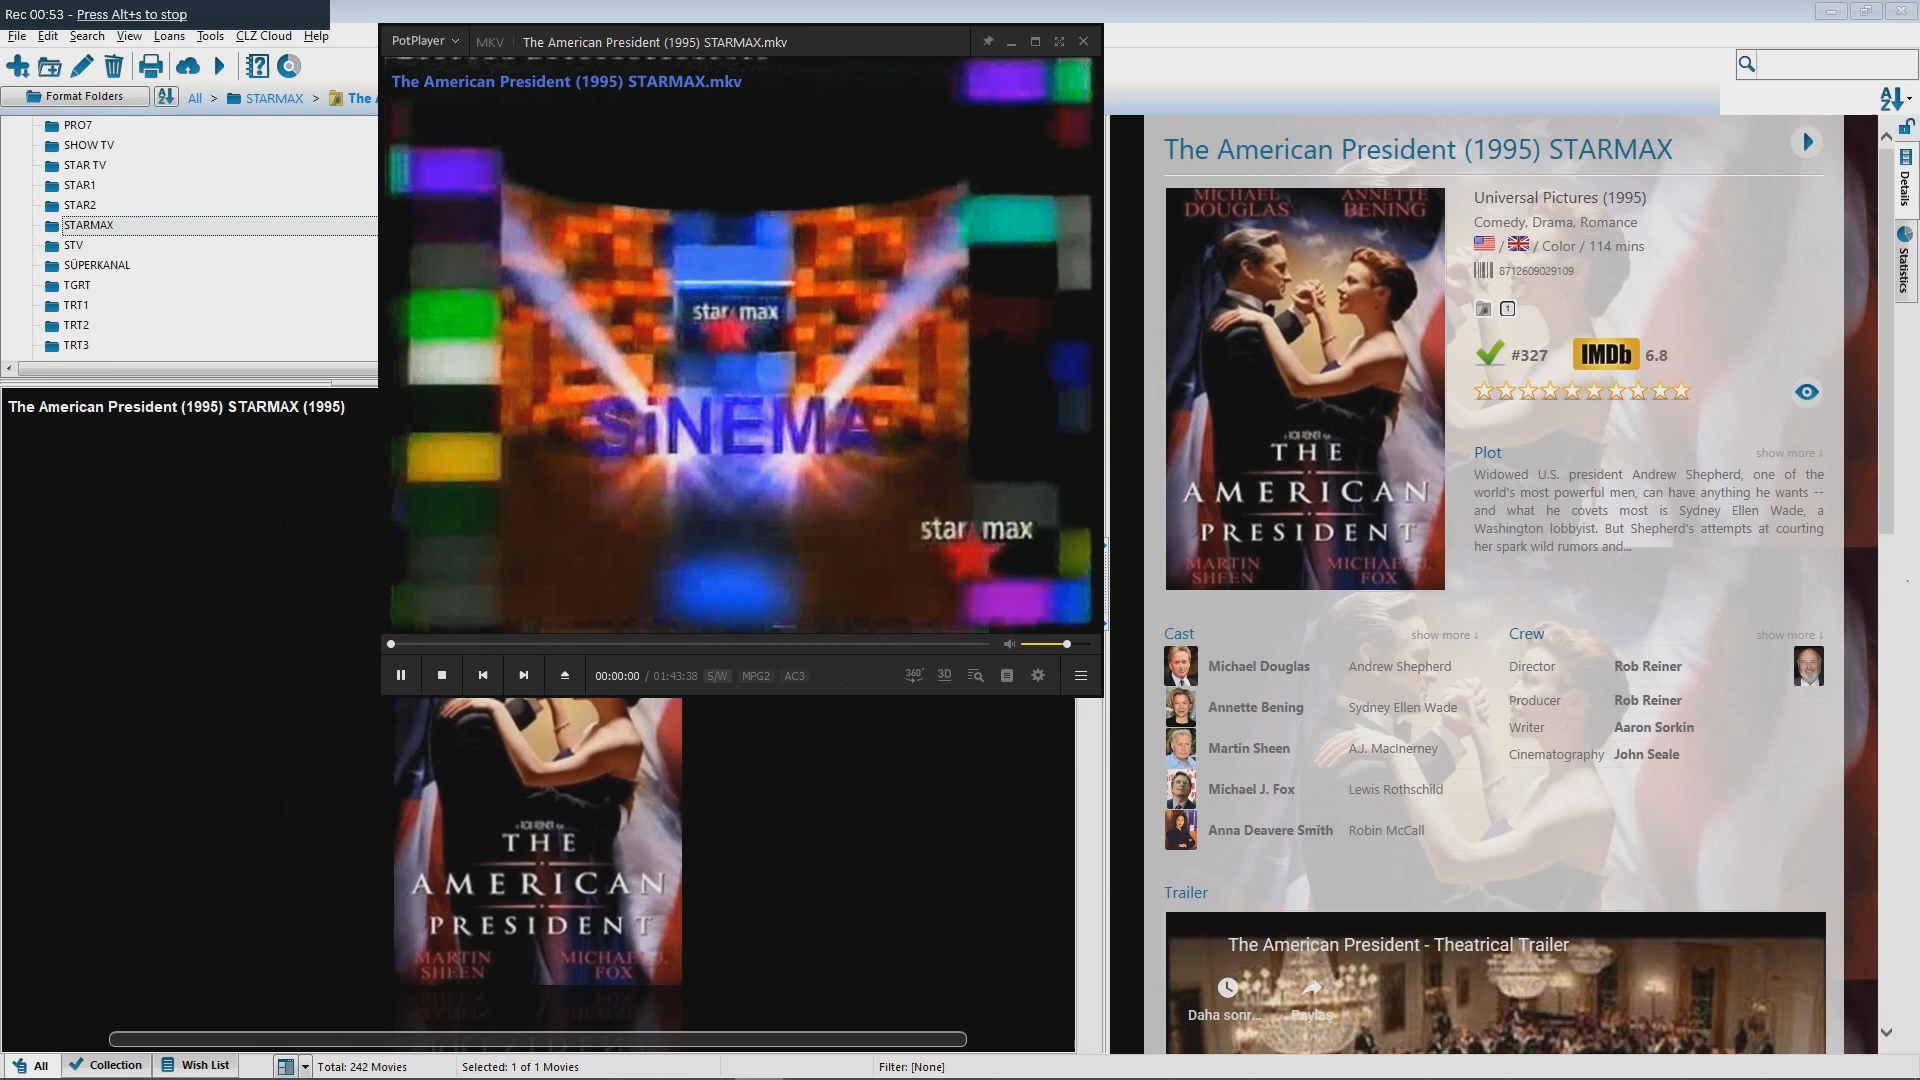 Rec 00:53 - Press Alt+s to stop
File Edit Search View Loans Tools CLZ Cloud Help
Format Folders
All > STARMAX > The A
PRO7
SHOW TV
STAR TV
STAR1
STAR2
STARMAX
STV
SÜPERKANAL
TGRT
TRT1
TRT2
TRT3
The American President (1995) STARMAX (1995)
PotPlayer MKV The American President (1995) STARMAX.mkv
The American President (1995) STARMAX.mkv
star max
SiNEMA
star max
00:00:00 / 01:43:38 S/W MPG2 AC3
360° 3D
THE
AMERICAN
PRESIDENT
MARTIN SHEEN
MICHAEL J. FOX
The American President (1995) STARMAX
MICHAEL DOUGLAS
ANNETTE BENING
THE
AMERICAN
PRESIDENT
MARTIN SHEEN
MICHAEL J. FOX
Universal Pictures (1995)
Comedy, Drama, Romance
/ / Color / 114 mins
8712609029109
1
#327 IMDb 6.8
Plot show more ↓
Widowed U.S. president Andrew Shepherd, one of the
world's most powerful men, can have anything he wants --
and what he covets most is Sydney Ellen Wade, a
Washington lobbyist. But Shepherd's attempts at courting
her spark wild rumors and...
Cast show more ↓
Michael Douglas Andrew Shepherd
Annette Bening Sydney Ellen Wade
Martin Sheen A.J. MacInerney
Michael J. Fox Lewis Rothschild
Anna Deavere Smith Robin McCall
Crew show more ↓
Director Rob Reiner
Producer Rob Reiner
Writer Aaron Sorkin
Cinematography John Seale
Trailer
The American President - Theatrical Trailer
Daha sonr... Paylaş
Details
Statistics
All Collection Wish List Total: 242 Movies Selected: 1 of 1 Movies Filter: [None]